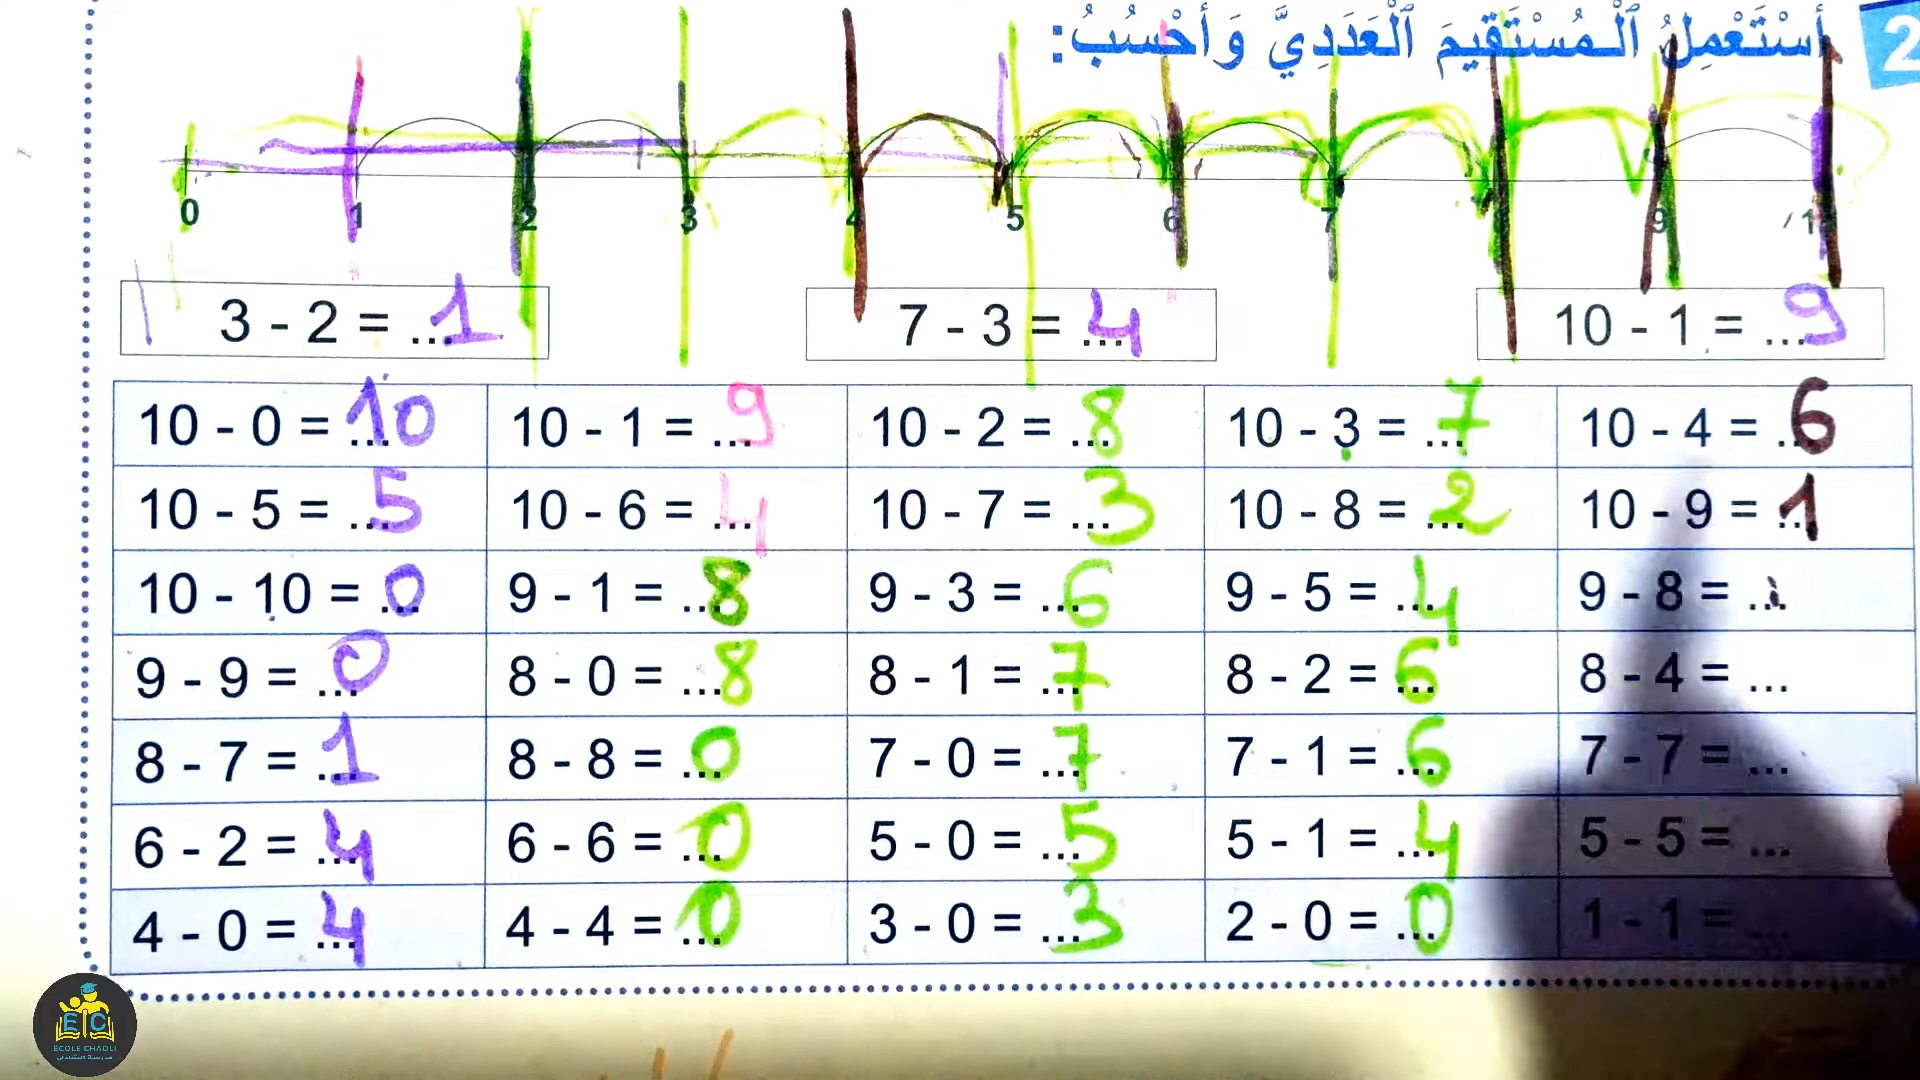 2 أَسْتَعْمِلُ ٱلْمُسْتَقِيمَ ٱلْعَدَدِيَّ وَأَحْسُبُ:
0 1 2 3 4 5 6 7 9 1
3 - 2 = ...1 7 - 3 = ...4 10 - 1 = ...9
10 - 0 = ...10 10 - 1 = ...9 10 - 2 = ...8 10 - 3 = ...7 10 - 4 = ...6
10 - 5 = ...5 10 - 6 = ...4 10 - 7 = ...3 10 - 8 = ...2 10 - 9 = ...1
10 - 10 = ...0 9 - 1 = ...8 9 - 3 = ...6 9 - 5 = ...4 9 - 8 = ...
9 - 9 = ...0 8 - 0 = ...8 8 - 1 = ...7 8 - 2 = ...6 8 - 4 = ...
8 - 7 = ...1 8 - 8 = ...0 7 - 0 = ...7 7 - 1 = ...6 7 - 7 = ...
6 - 2 = ...4 6 - 6 = ...0 5 - 0 = ...5 5 - 1 = ...4 5 - 5 = ...
4 - 0 = ...4 4 - 4 = ...0 3 - 0 = ...3 2 - 0 = ...0 1 - 1 = ...
EC
ECOLE CHADLI
مدرسة الشاذلي